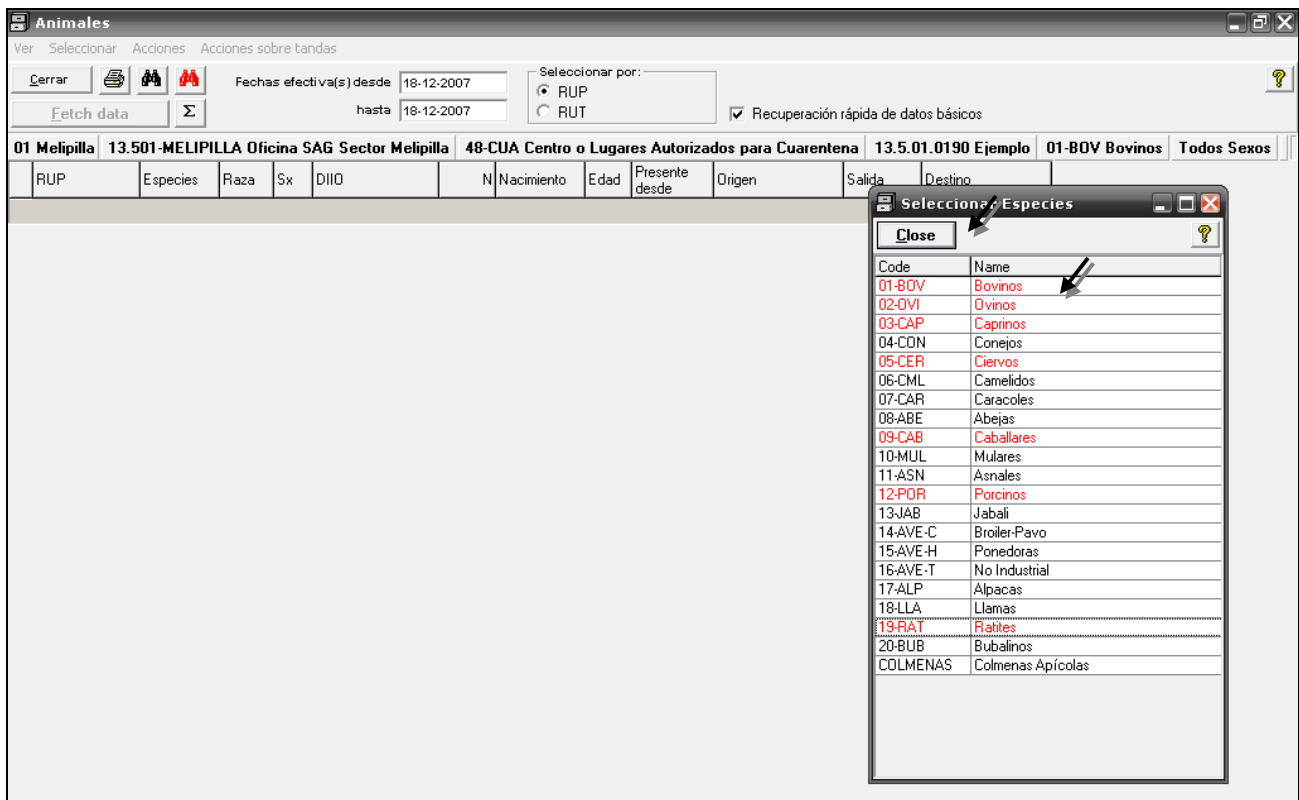 Animales
Ver Seleccionar Acciones Acciones sobre tandas
Cerrar Fechas efectiva(s) desde 18-12-2007 Seleccionar por: ?
RUP
Fetch data Σ hasta 18-12-2007 RUT Recuperación rápida de datos básicos
01 Melipilla 13.501-MELIPILLA Oficina SAG Sector Melipilla 48-CUA Centro o Lugares Autorizados para Cuarentena 13.5.01.0190 Ejemplo 01-BOV Bovinos Todos Sexos
RUP Especies Raza Sx DIIO N Nacimiento Edad Presente desde Origen Salida Destino
Seleccionar Especies
Close ?
Code Name
01-BOV Bovinos
02-OVI Ovinos
03-CAP Caprinos
04-CON Conejos
05-CER Ciervos
06-CML Camelidos
07-CAR Caracoles
08-ABE Abejas
09-CAB Caballares
10-MUL Mulares
11-ASN Asnales
12-POR Porcinos
13-JAB Jabali
14-AVE-C Broiler-Pavo
15-AVE-H Ponedoras
16-AVE-T No Industrial
17-ALP Alpacas
18-LLA Llamas
19-RAT Ratites
20-BUB Bubalinos
COLMENAS Colmenas Apícolas